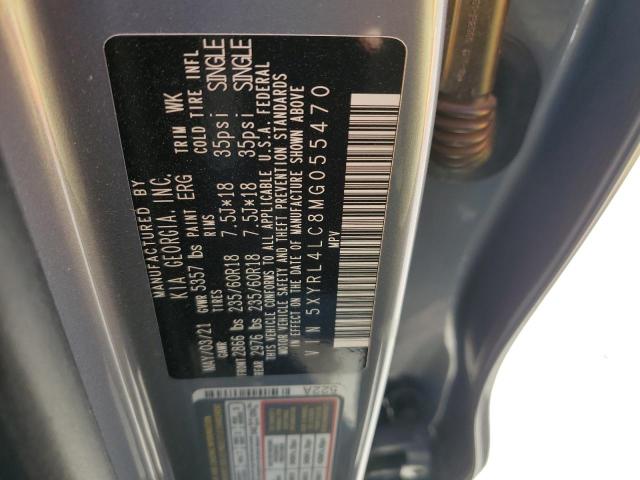 MANUFACTURED BY
KIA GEORGIA, INC.
MAY/03/21 GVWR 5357 lbs PAINT ERG TRIM WK
GAWR TIRES RIMS COLD TIRE INFL
FRONT 2866 lbs 235/60R18 7.5J*18 35psi SINGLE
REAR 2976 lbs 235/60R18 7.5J*18 35psi SINGLE
THIS VEHICLE CONFORMS TO ALL APPLICABLE U.S.A. FEDERAL
MOTOR VEHICLE SAFETY AND THEFT PREVENTION STANDARDS
IN EFFECT ON THE DATE OF MANUFACTURE SHOWN ABOVE
VIN 5XYRL4LC8MG055470
MPV
522A